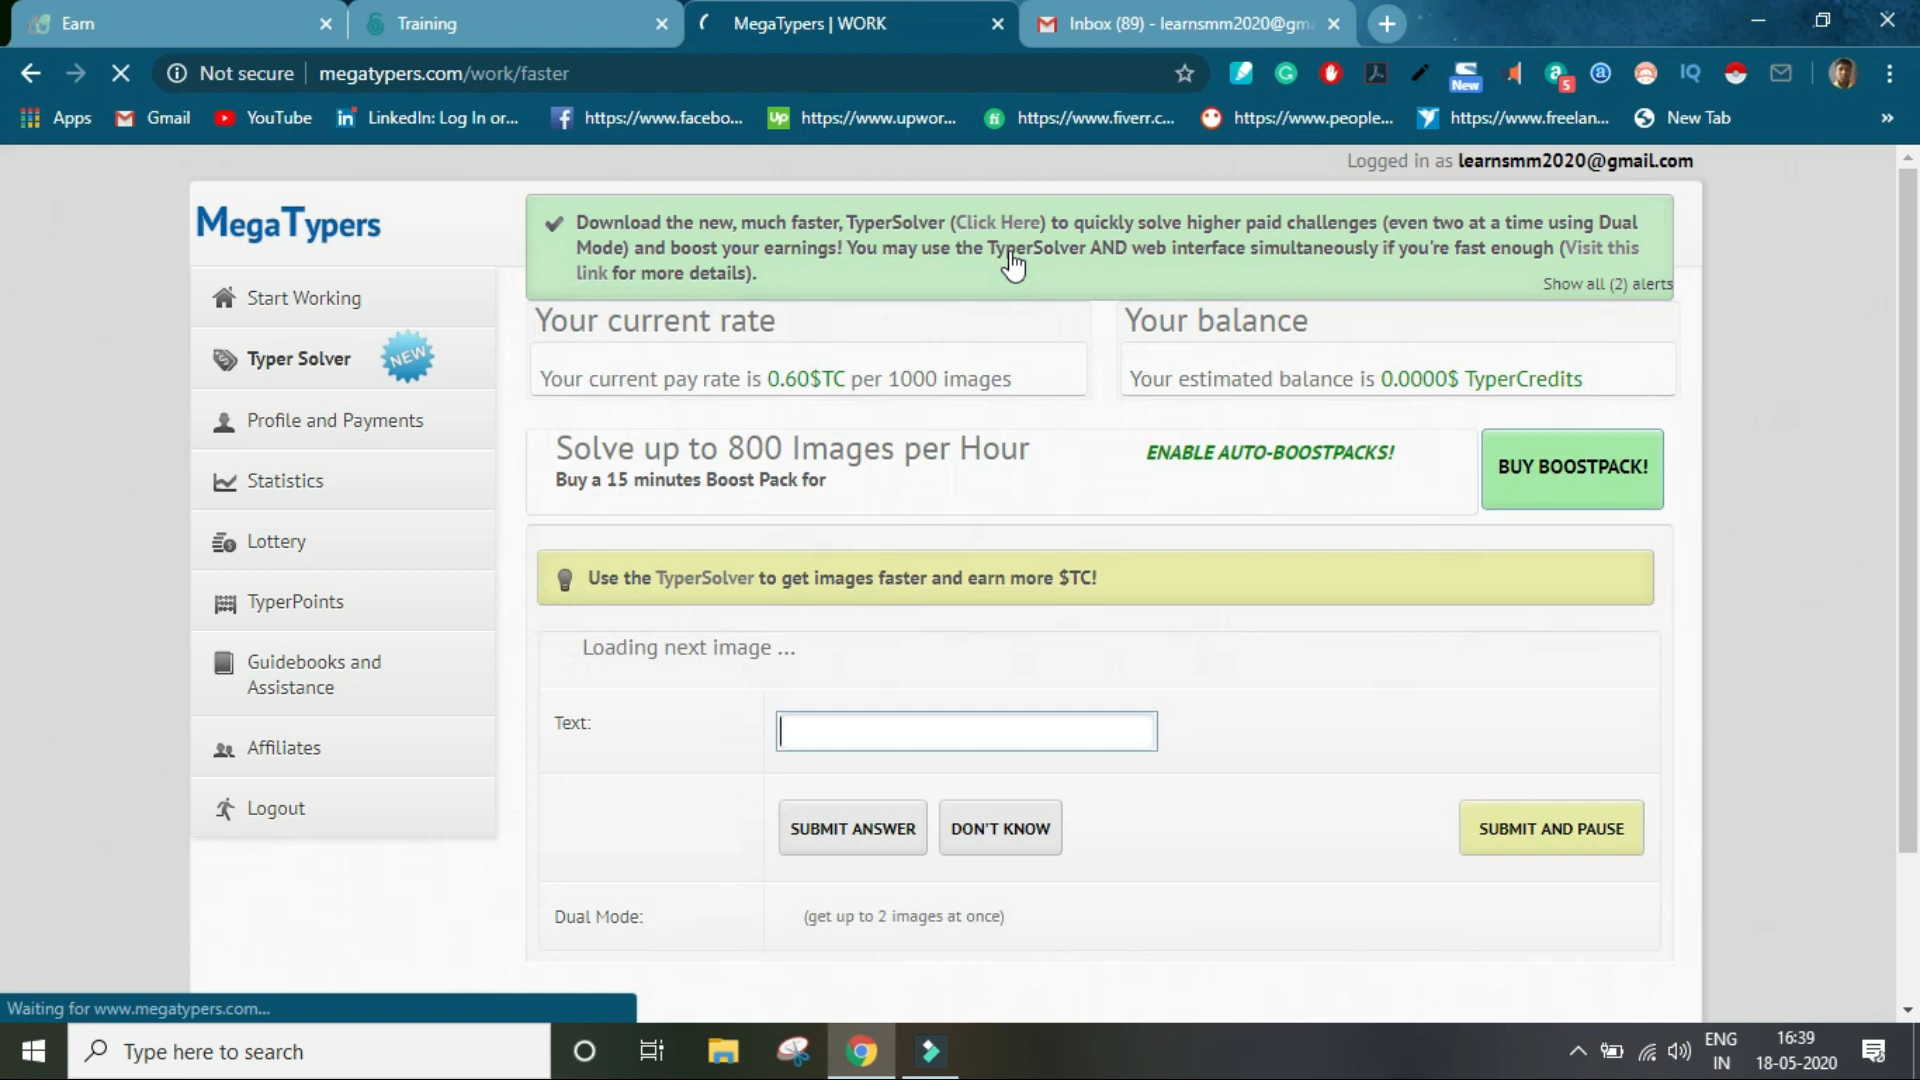 Earn
Training
MegaTypers | WORK
Inbox (89) - learnsmm2020@gm
Not secure
megatypers.com/work/faster
New
5
IQ
Apps
Gmail
YouTube
LinkedIn: Log In or...
https://www.facebo...
Up
https://www.upwor...
fi
https://www.fiverr.c...
https://www.people...
https://www.freelan...
New Tab
»
Logged in as learnsmm2020@gmail.com
MegaTypers
Download the new, much faster, TyperSolver (Click Here) to quickly solve higher paid challenges (even two at a time using Dual
Mode) and boost your earnings! You may use the TyperSolver AND web interface simultaneously if you're fast enough (Visit this
link for more details).
Show all (2) alerts
Start Working
Typer Solver
NEW
Profile and Payments
Statistics
Lottery
TyperPoints
Guidebooks and
Assistance
Affiliates
Logout
Your current rate
Your current pay rate is 0.60$TC per 1000 images
Your balance
Your estimated balance is 0.0000$ TyperCredits
Solve up to 800 Images per Hour
Buy a 15 minutes Boost Pack for
ENABLE AUTO-BOOSTPACKS!
BUY BOOSTPACK!
Use the TyperSolver to get images faster and earn more $TC!
Loading next image ...
Text:
SUBMIT ANSWER
DON'T KNOW
SUBMIT AND PAUSE
Dual Mode:
(get up to 2 images at once)
Waiting for www.megatypers.com...
Type here to search
ENG
IN
16:39
18-05-2020